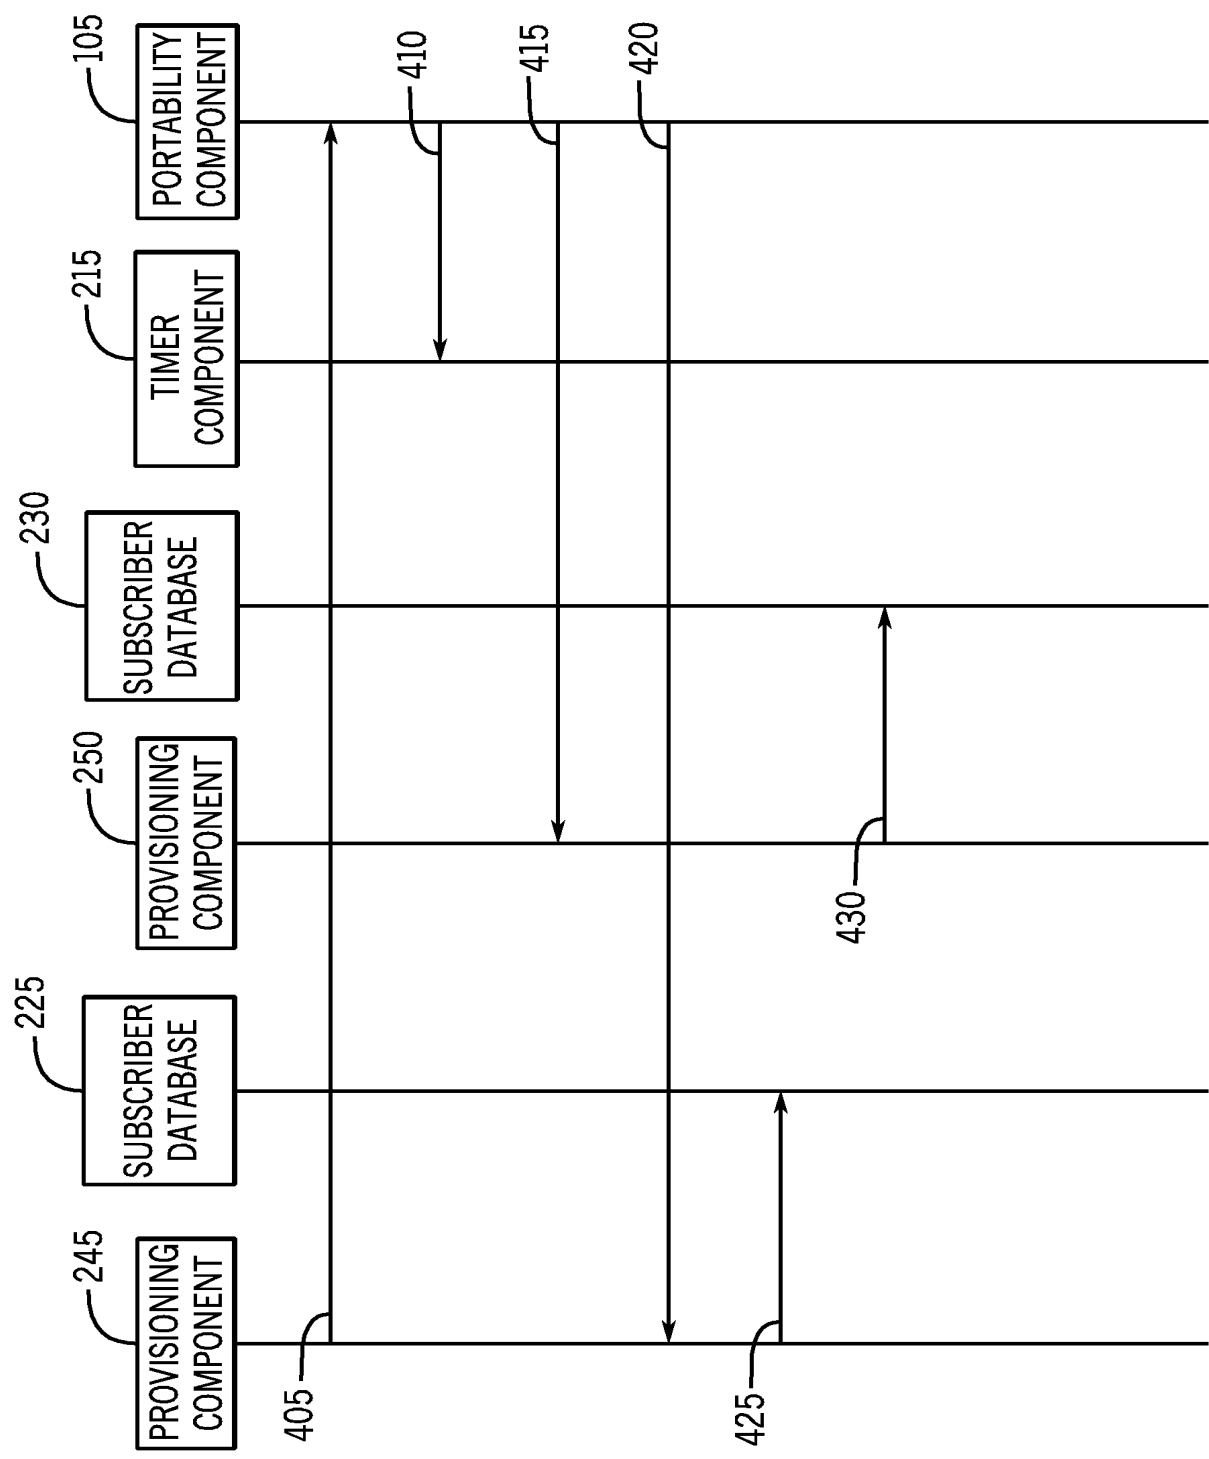 245
PROVISIONING
COMPONENT
225
SUBSCRIBER
DATABASE
250
PROVISIONING
COMPONENT
230
SUBSCRIBER
DATABASE
215
TIMER
COMPONENT
105
PORTABILITY
COMPONENT
405
410
415
420
425
430